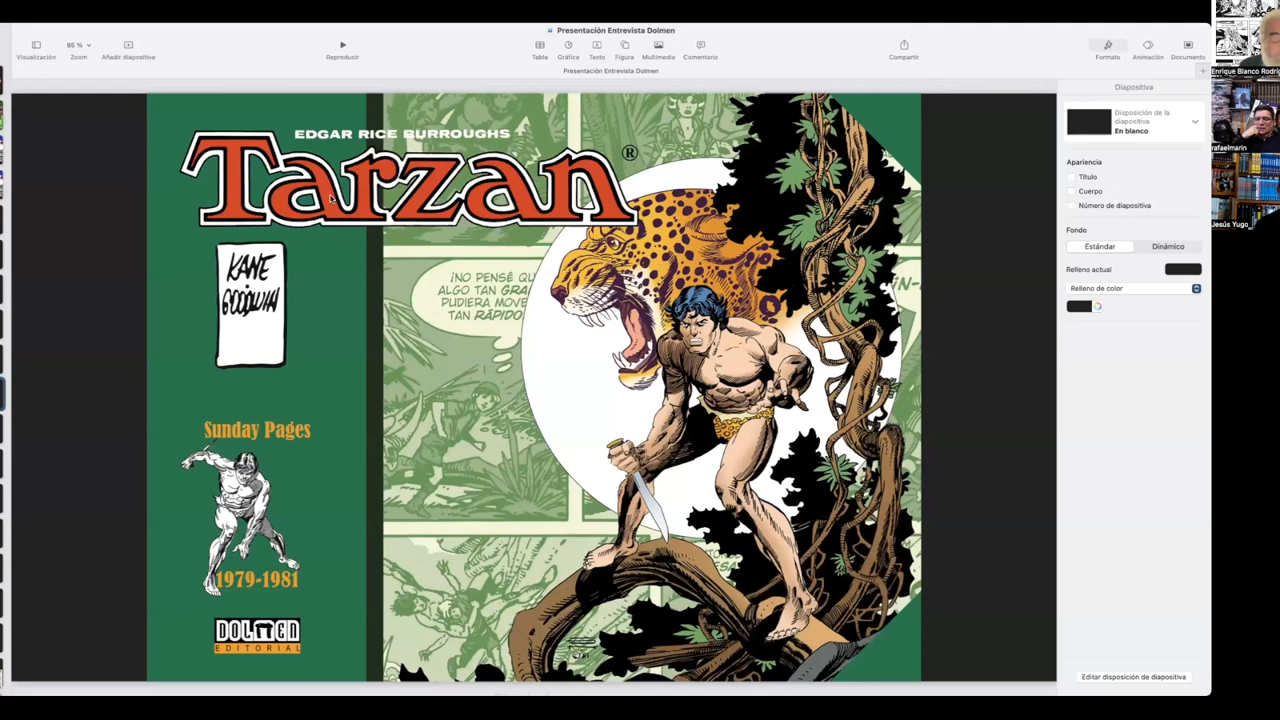 Presentación Entrevista Dolmen
Visualización
95 %
Zoom
Añadir diapositiva
Reproducir
Tabla
Gráfica
Texto
Figura
Multimedia
Comentario
Compartir
Formato
Animación
Documento
Presentación Entrevista Dolmen
EDGAR RICE BURROUGHS
Tarzan®
KANE
·
GOODWIN
Sunday Pages
1979-1981
DOLMEN
EDITORIAL
¡NO PENSÉ QU
ALGO TAN GRA
PUDIERA MOVE
TAN RÁPIDO
Diapositiva
Disposición de la
diapositiva
En blanco
Apariencia
Título
Cuerpo
Número de diapositiva
Fondo
Estándar
Dinámico
Relleno actual
Relleno de color
Editar disposición de diapositiva
Enrique Blanco Rodríg
rafaelmarin
Jesús Yugo